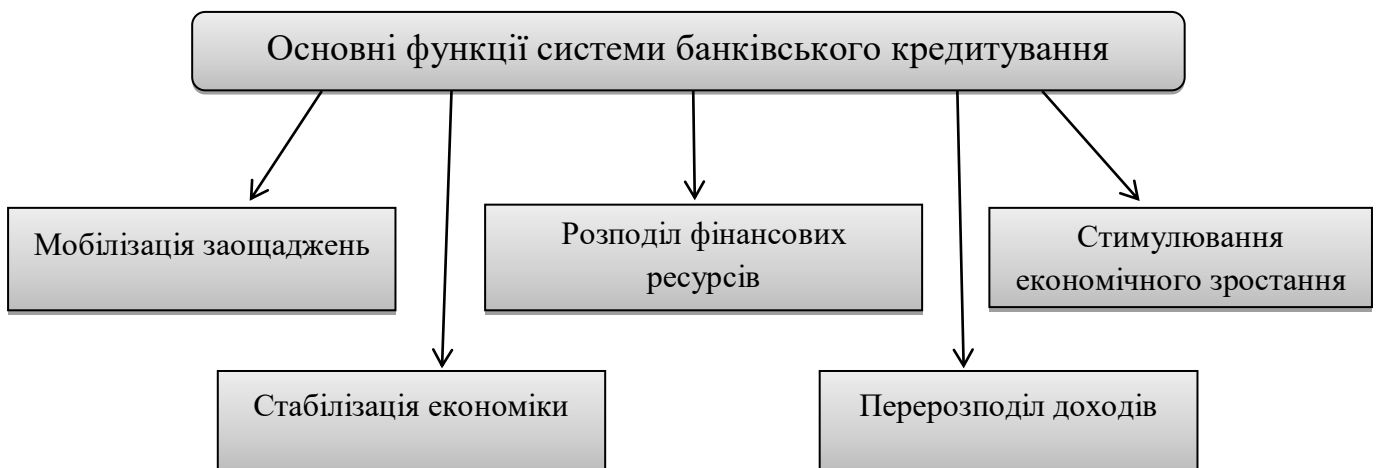 Основні функції системи банківського кредитування
Мобілізація заощаджень
Розподіл фінансових
ресурсів
Стимулювання
економічного зростання
Стабілізація економіки
Перерозподіл доходів